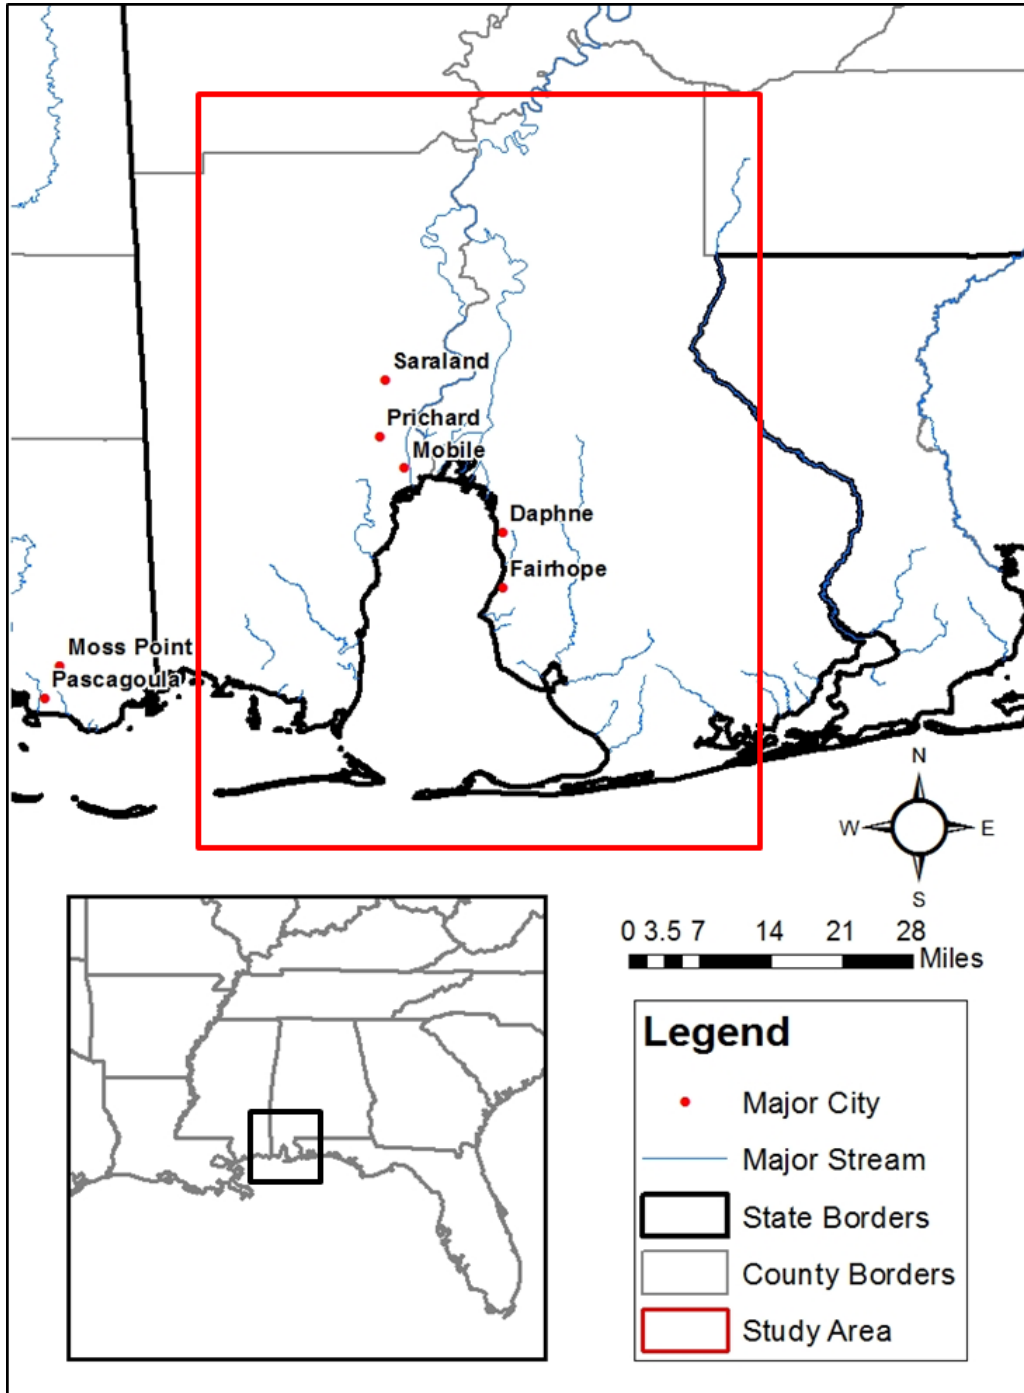 Saraland
Prichard
Mobile
Daphne
Fairhope
Moss Point
Pascagoula
N
W E
S
0 3.5 7 14 21 28
Miles
Legend
Major City
Major Stream
State Borders
County Borders
Study Area